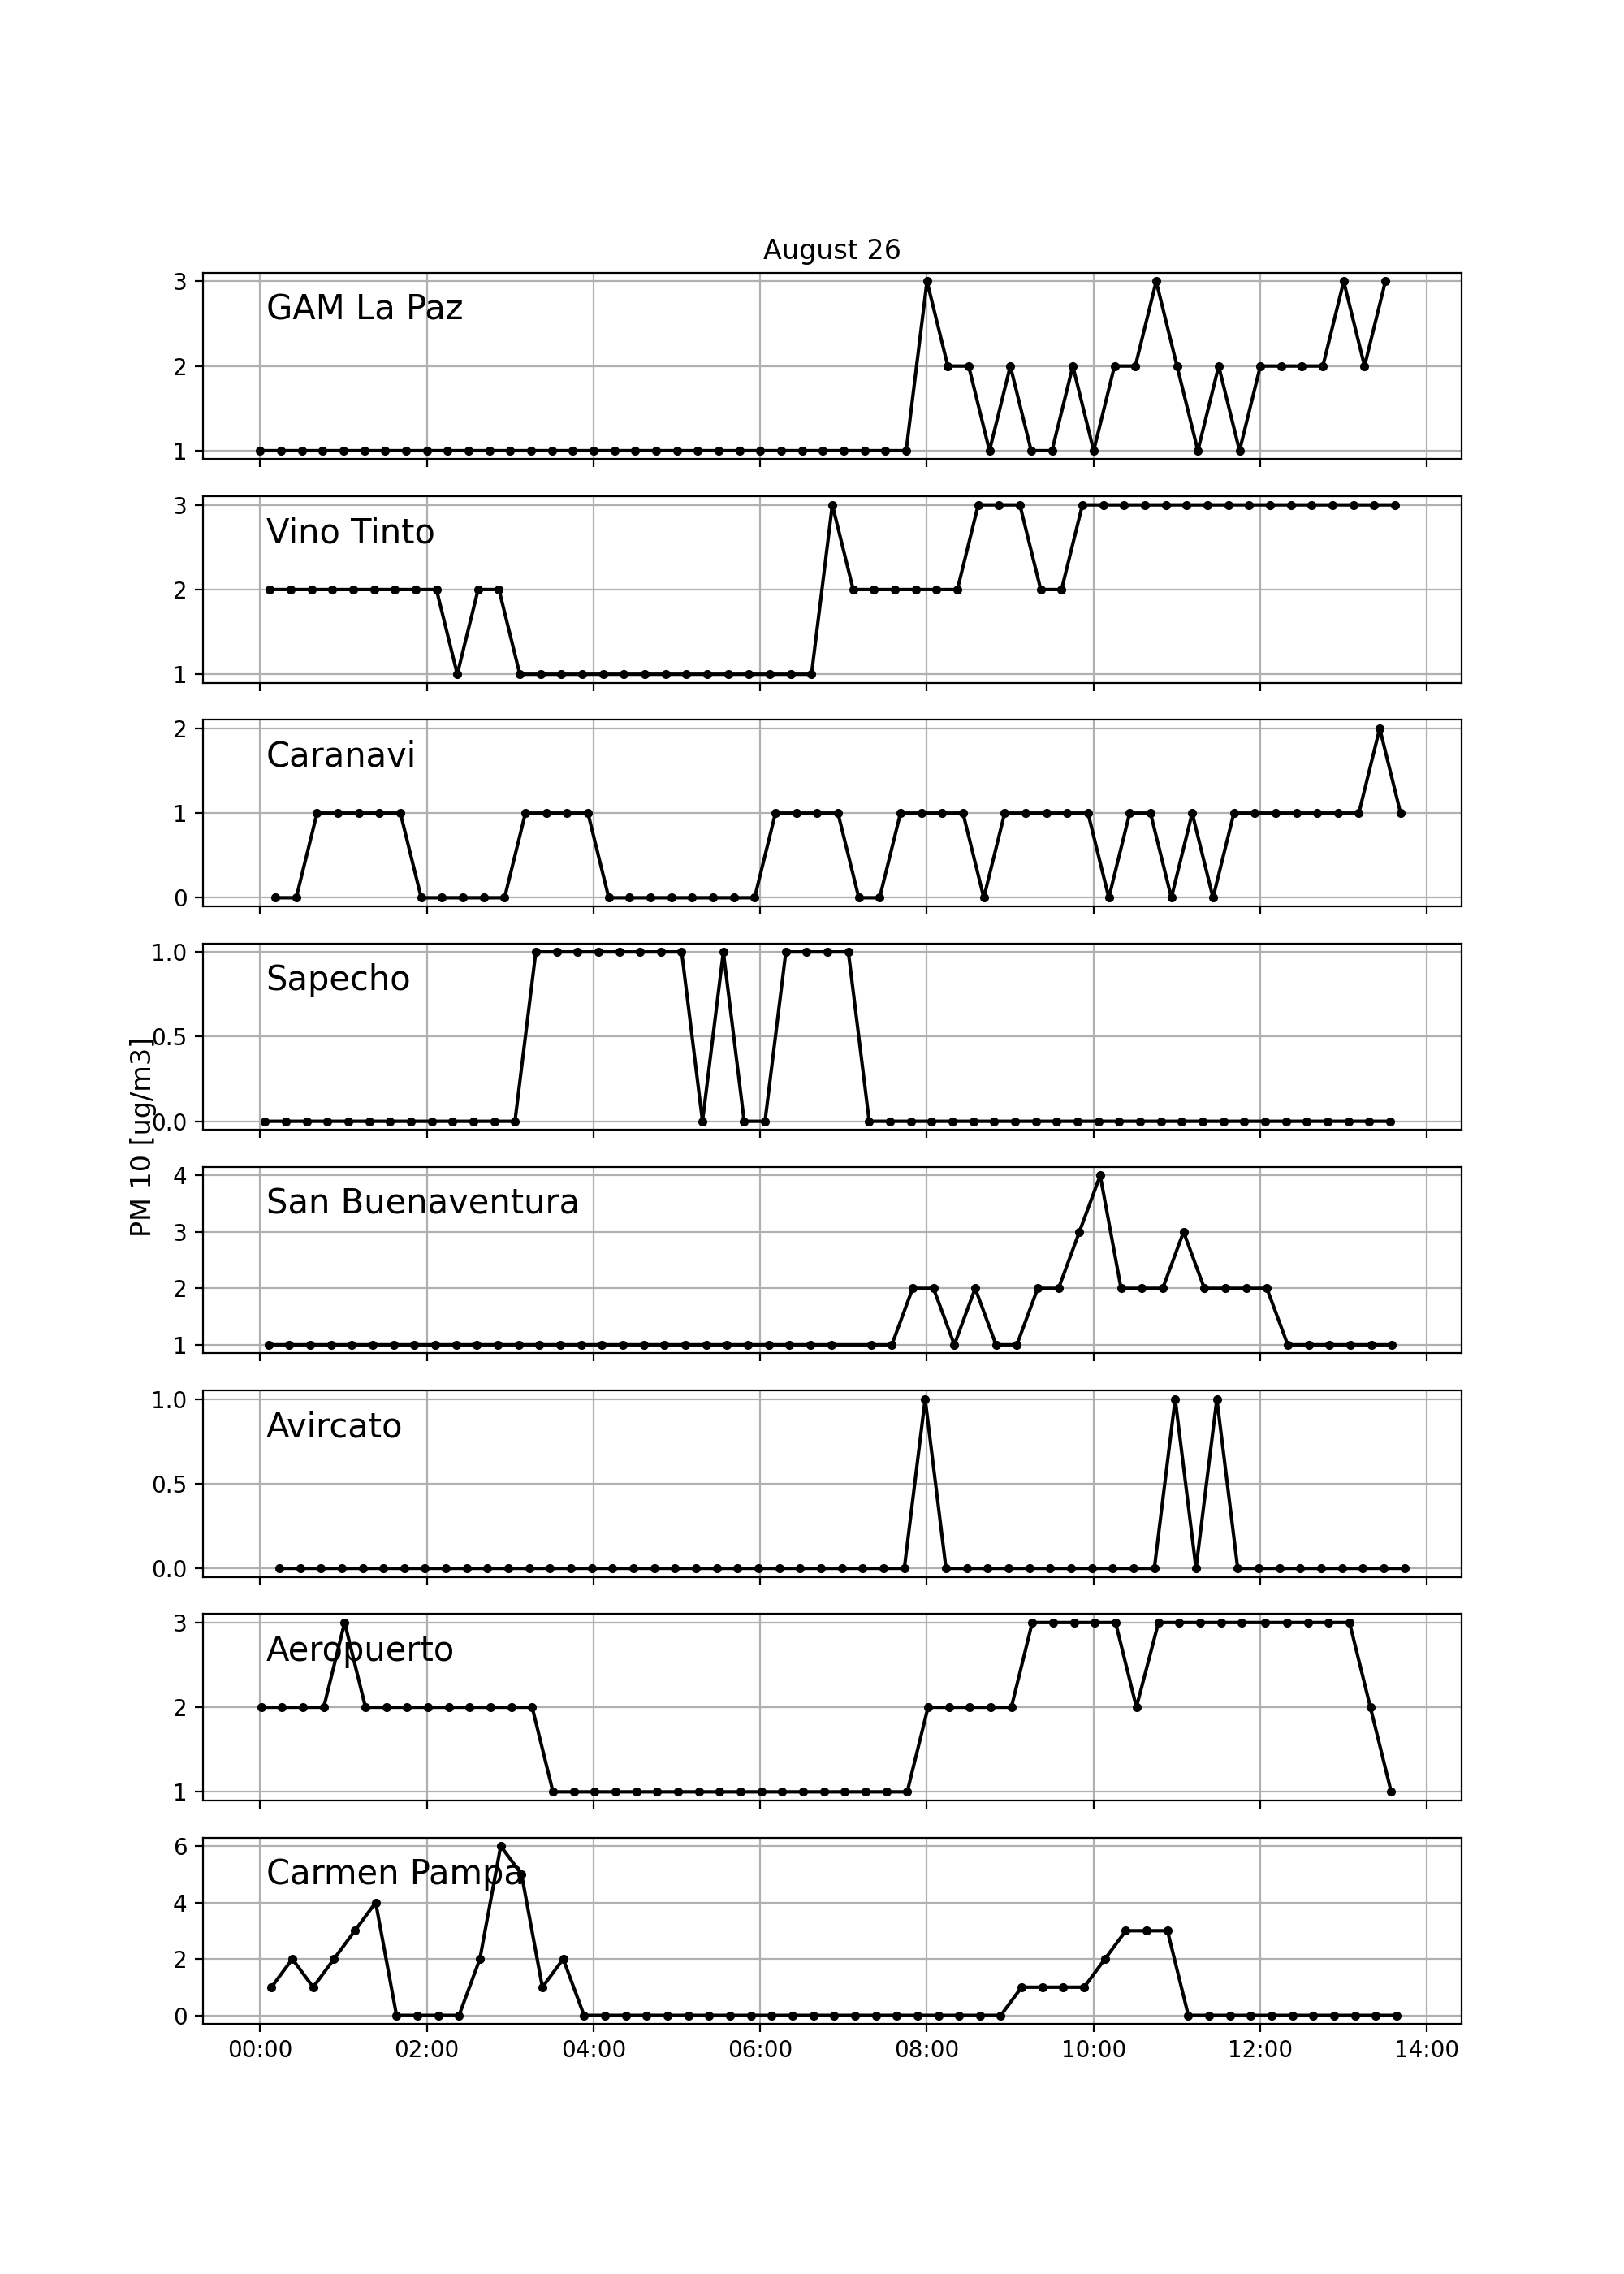 August 26
3
GAM La Paz
2
1
3
Vino Tinto
2
1
2
Caranavi
1
0
1.0
Sapecho
0.5
0.0
PM 10 [ug/m3]
4
San Buenaventura
3
2
1
1.0
Avircato
0.5
0.0
3
Aeropuerto
2
1
6
Carmen Pampa
4
2
0
00:00 02:00 04:00 06:00 08:00 10:00 12:00 14:00